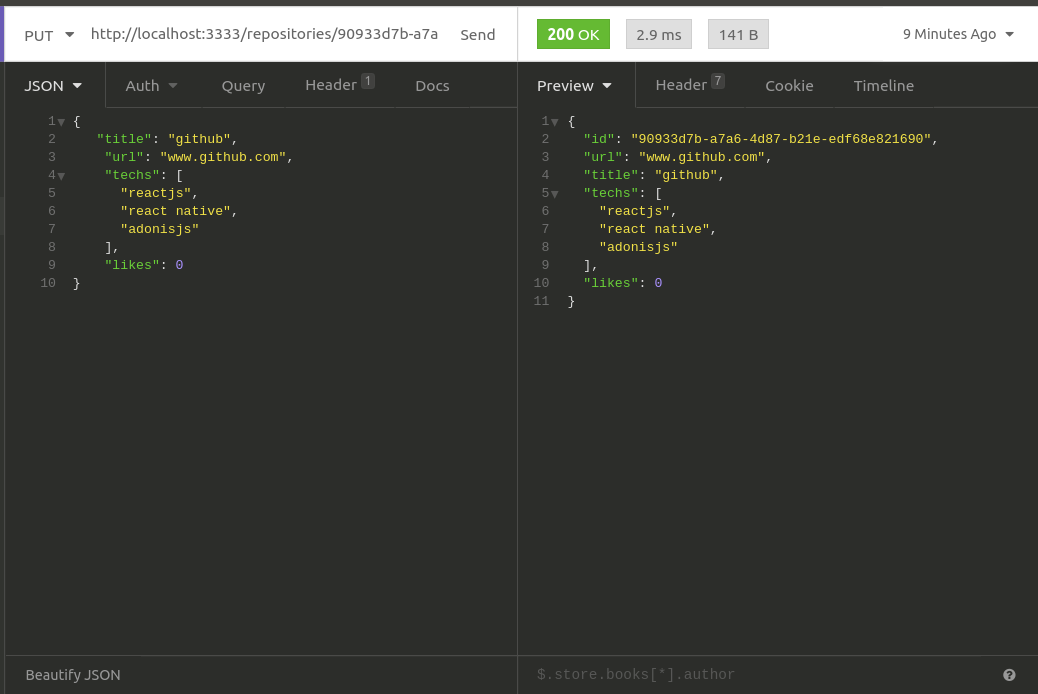 PUT http://localhost:3333/repositories/90933d7b-a7a Send
200 OK 2.9 ms 141 B 9 Minutes Ago
JSON Auth Query Header 1 Docs
Preview Header 7 Cookie Timeline
1 {
2 "title": "github",
3 "url": "www.github.com",
4 "techs": [
5 "reactjs",
6 "react native",
7 "adonisjs"
8 ],
9 "likes": 0
10 }
1 {
2 "id": "90933d7b-a7a6-4d87-b21e-edf68e821690",
3 "url": "www.github.com",
4 "title": "github",
5 "techs": [
6 "reactjs",
7 "react native",
8 "adonisjs"
9 ],
10 "likes": 0
11 }
Beautify JSON
$.store.books[*].author
?